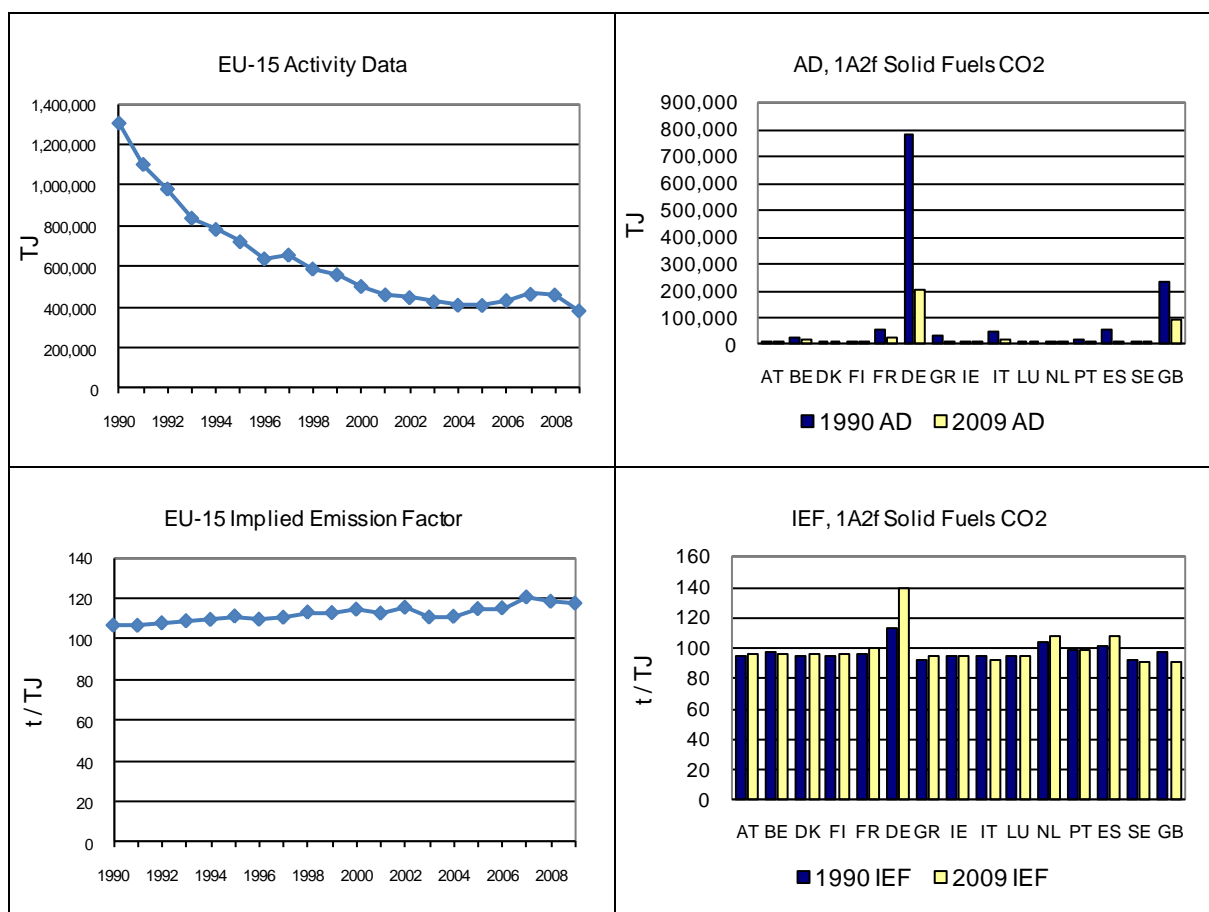 EU-15 Activity Data
TJ
1,400,000
1,200,000
1,000,000
800,000
600,000
400,000
200,000
0
1990 1992 1994 1996 1998 2000 2002 2004 2006 2008
AD, 1A2f Solid Fuels CO2
TJ
900,000
800,000
700,000
600,000
500,000
400,000
300,000
200,000
100,000
0
AT BE DK FI FR DE GR IE IT LU NL PT ES SE GB
1990 AD 2009 AD
EU-15 Implied Emission Factor
t / TJ
140
120
100
80
60
40
20
0
1990 1992 1994 1996 1998 2000 2002 2004 2006 2008
IEF, 1A2f Solid Fuels CO2
t / TJ
160
140
120
100
80
60
40
20
0
AT BE DK FI FR DE GR IE IT LU NL PT ES SE GB
1990 IEF 2009 IEF